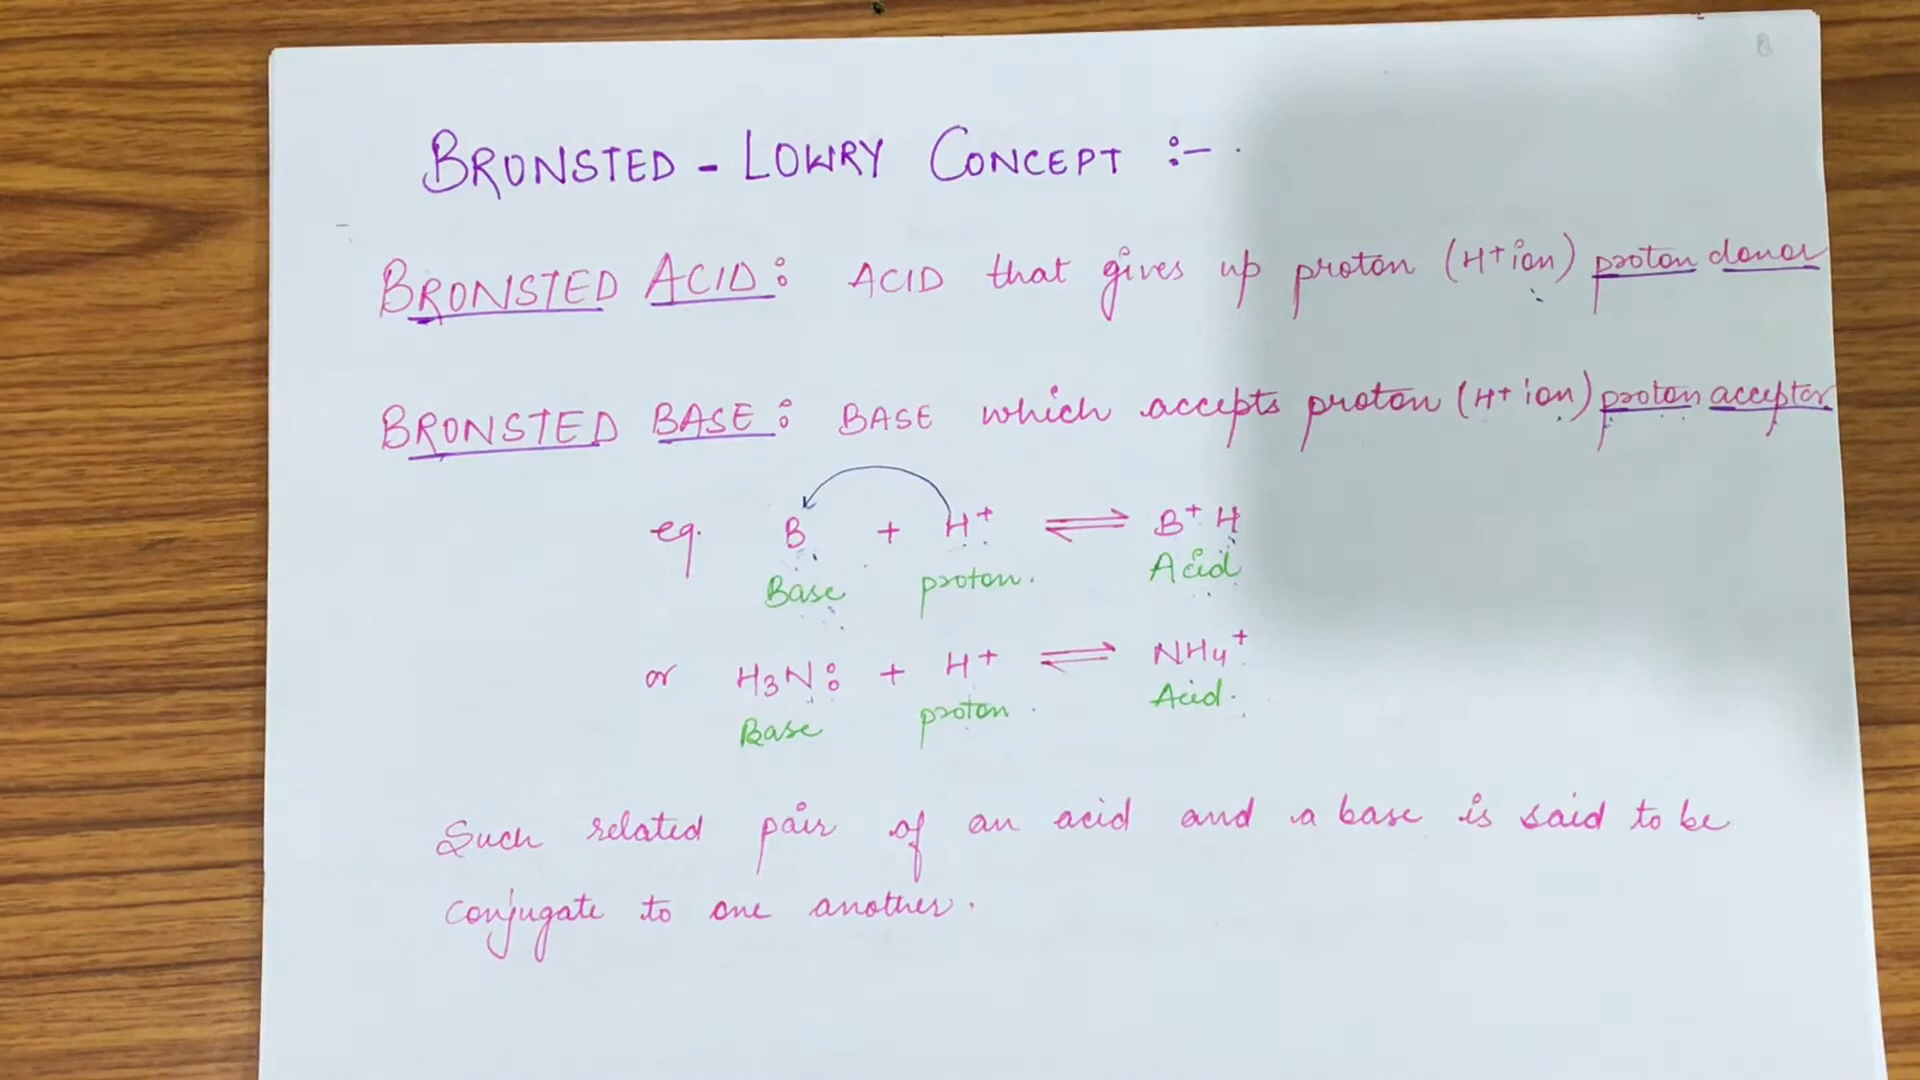 BRONSTED - LOWRY CONCEPT :-
BRONSTED ACID: ACID that gives up proton (H+ ion) proton donor
BRONSTED BASE: BASE which accepts proton (H+ ion) proton acceptor
eg. B + H+ ⇌ B+ H
Base proton. Acid
or H3N: + H+ ⇌ NH4+
Base proton Acid.
Such related pair of an acid and a base is said to be
conjugate to one another.